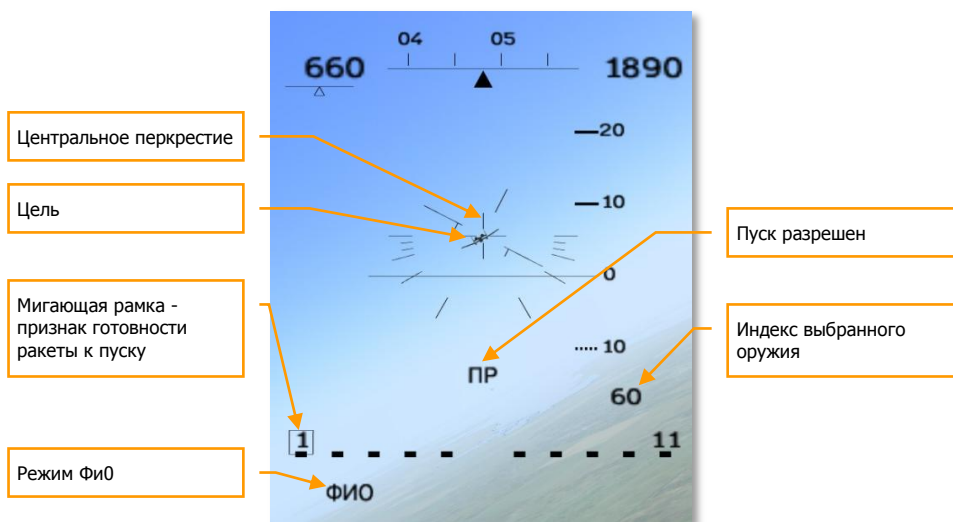 04 05
660 1890
Центральное перкрестие
20
Цель
10
Пуск разрешен
0
Мигающая рамка -
признак готовности
ракеты к пуску
Индекс выбранного
оружия
10
ПР
60
1 11
Режим Фи0
ФИО